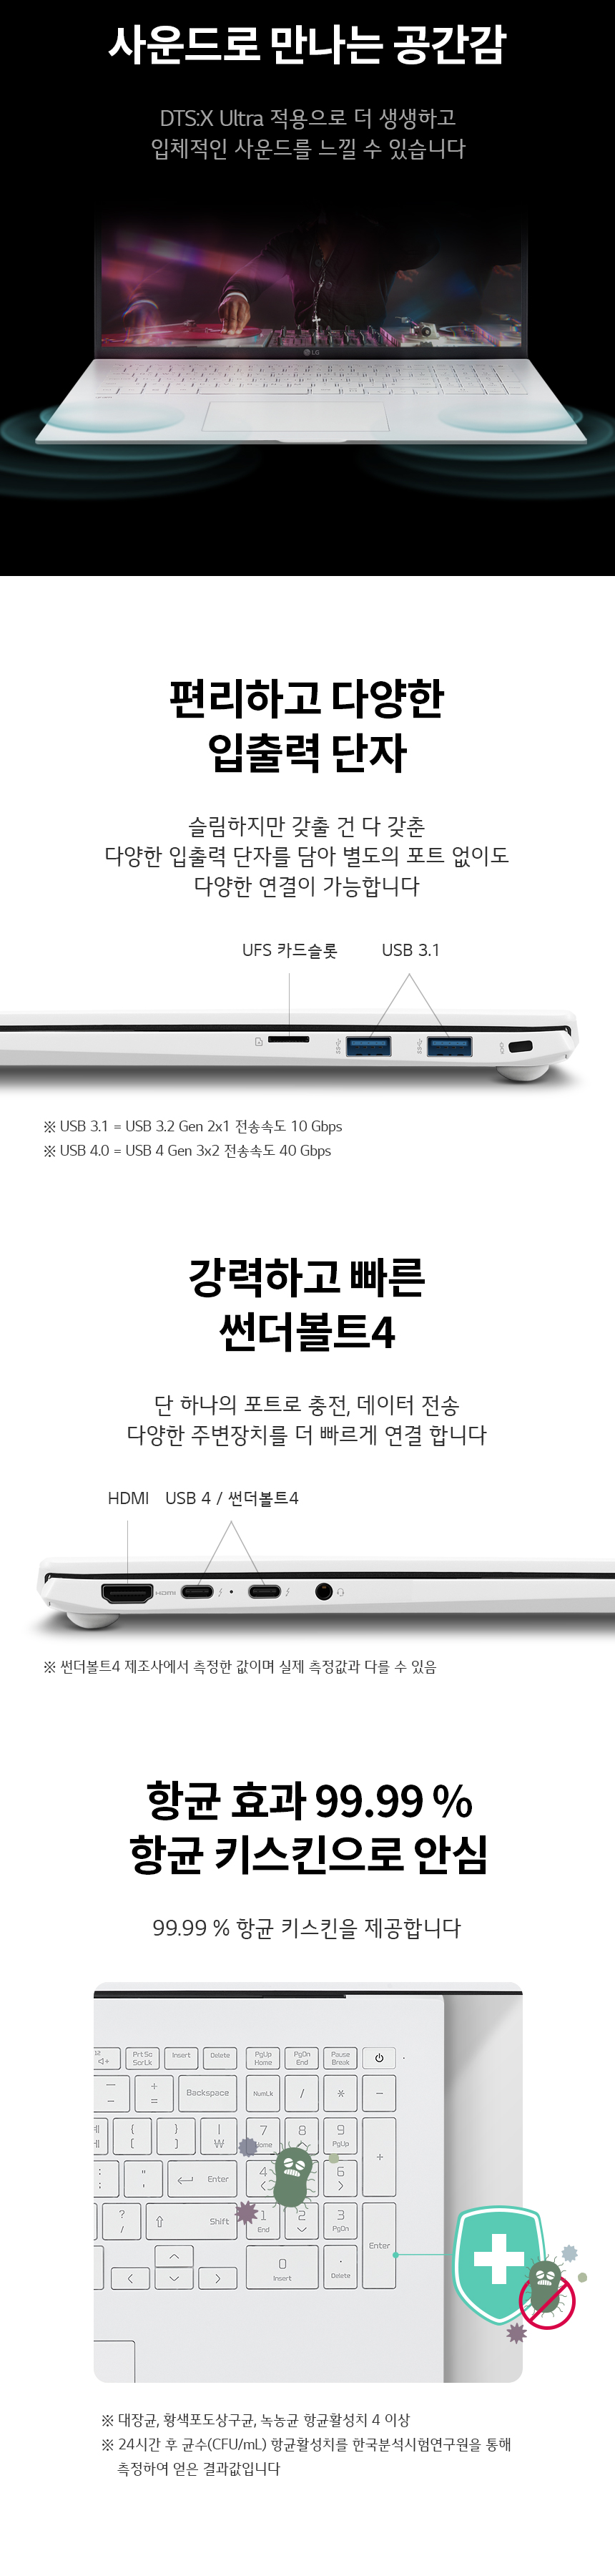 사운드로 만나는 공간감
DTS:X Ultra 적용으로 더 생생하고
입체적인 사운드를 느낄 수 있습니다
LG
편리하고 다양한
입출력 단자
슬림하지만 갖출 건 다 갖춘
다양한 입출력 단자를 담아 별도의 포트 없이도
다양한 연결이 가능합니다
UFS 카드슬롯 USB 3.1
※ USB 3.1 = USB 3.2 Gen 2x1 전송속도 10 Gbps
※ USB 4.0 = USB 4 Gen 3x2 전송속도 40 Gbps
강력하고 빠른
썬더볼트4
단 하나의 포트로 충전, 데이터 전송
다양한 주변장치를 더 빠르게 연결 합니다
HDMI USB 4 / 썬더볼트4
HDMI
※ 썬더볼트4 제조사에서 측정한 값이며 실제 측정값과 다를 수 있음
항균 효과 99.99 %
항균 키스킨으로 안심
99.99 % 항균 키스킨을 제공합니다
PrtSc Insert Delete PgUp PgDn Pause
ScrLk Home End Break
- + Backspace NumLk / * -
_ =
{ } | 7 8 9
[ ] \ Home PgUp +
: " Enter 4 6
; '
? Shift 1 2 3
/ End PgDn
Enter
0 .
Insert Delete
※ 대장균, 황색포도상구균, 녹농균 항균활성치 4 이상
※ 24시간 후 균수(CFU/mL) 항균활성치를 한국분석시험연구원을 통해
측정하여 얻은 결과값입니다